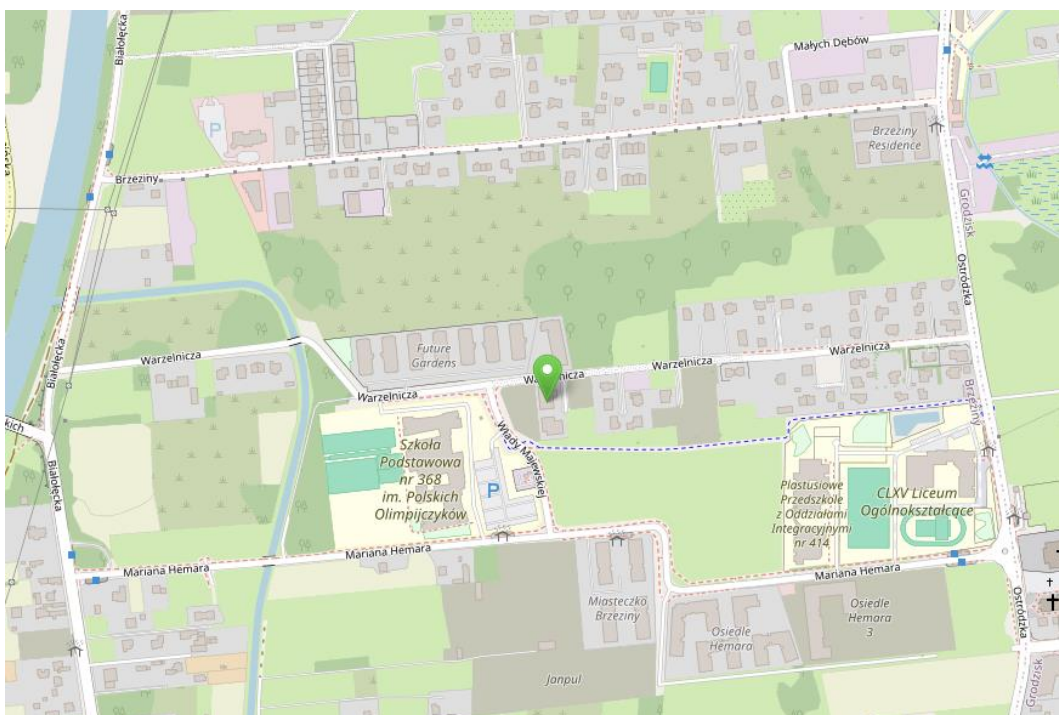 Białołęcka
Małych Dębów
P
Brzeziny
Residence
Brzeziny
Grodzisk
Ostródzka
Warzelnicza
Future
Gardens
Warzelnicza
Warzelnicza
Białołęcka
Warzelnicza
Brzeziny
Włady Majewskiej
Szkoła
Podstawowa
nr 368
im. Polskich
Olimpijczyków
P
Plastusiowe
Przedszkole
z Oddziałami
Integracyjnymi
nr 414
CLXV Liceum
Ogólnokształcące
Białołęcka
Mariana Hemara
Mariana Hemara
Mariana Hemara
Miasteczko
Brzeziny
Osiedle
Hemara
Osiedle
Hemara
3
Ostródzka
Janpul
Grodzisk